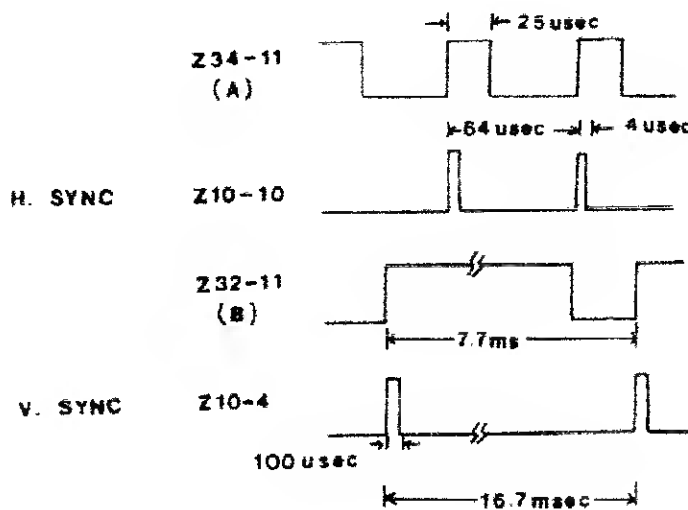 25 usec
Z34-11
(A)
64 usec 4 usec
H. SYNC Z10-10
Z32-11
(B)
7.7ms
V. SYNC Z10-4
100 usec
16.7 msec